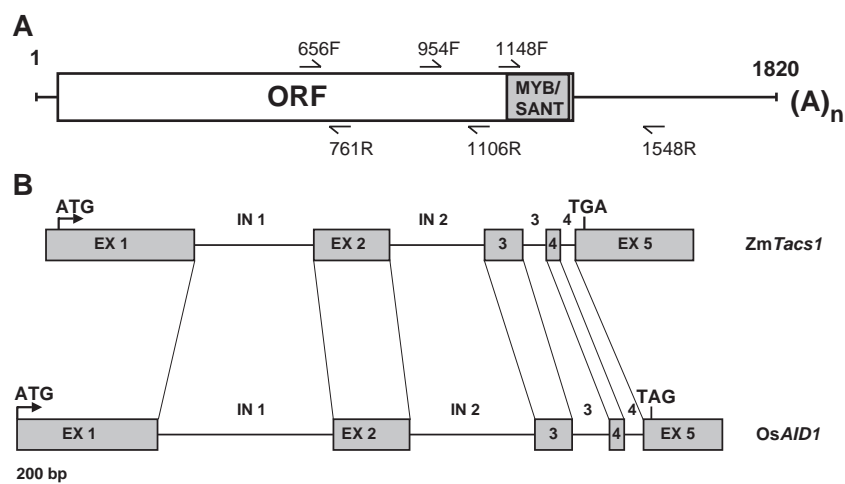 A
656F 954F 1148F
1 1820
ORF MYB/
SANT (A)n
761R 1106R 1548R
B
ATG IN 1 IN 2 3 4 TGA
EX 1 EX 2 3 4 EX 5 ZmTacs1
ATG IN 1 IN 2 3 4 TAG
EX 1 EX 2 3 4 EX 5 OsAID1
200 bp